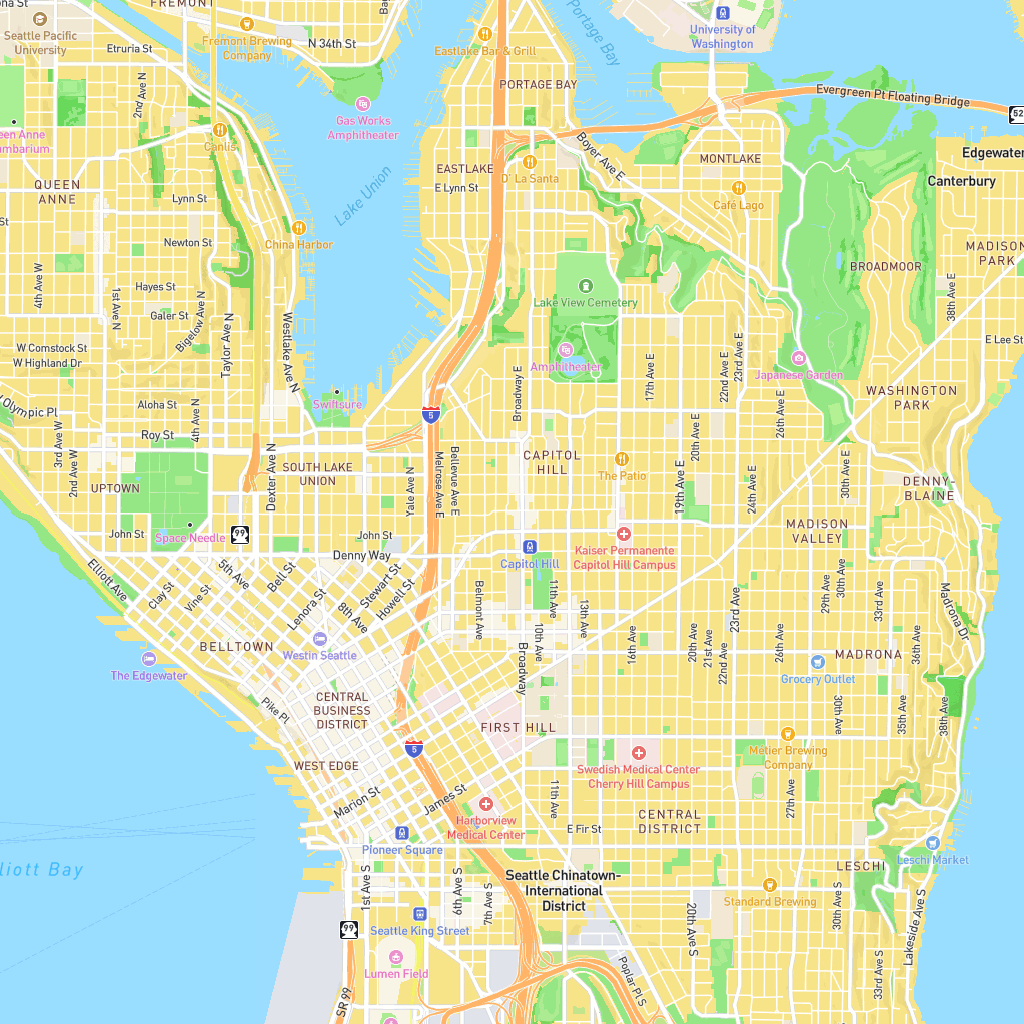 FREMONT
Seattle Pacific
University
Etruria St
Fremont Brewing
Company
N 34th St
Eastlake Bar & Grill
Portage Bay
University of
Washington
PORTAGE BAY
2nd Ave N
Gas Works
Amphitheater
Evergreen Pt Floating Bridge
Canlis
Boyer Ave E
EASTLAKE
D' La Santa
MONTLAKE
Edgewater
Canterbury
QUEEN
ANNE
E Lynn St
Lynn St
Lake Union
Café Lago
China Harbor
Newton St
MADISON
PARK
BROADMOOR
4th Ave W
1st Ave N
Hayes St
Galer St
Bigelow Ave N
Taylor Ave N
Westlake Ave N
Lake View Cemetery
38th Ave E
W Comstock St
W Highland Dr
Amphitheater
17th Ave E
22nd Ave E
23rd Ave E
E Lee St
Japanese Garden
Olympic Pl
Aloha St
Swiftsure
Broadway E
WASHINGTON
PARK
3rd Ave W
2nd Ave W
4th Ave N
Roy St
5
20th Ave E
26th Ave E
UPTOWN
SOUTH LAKE
UNION
Dexter Ave N
Yale Ave N
Melrose Ave E
Bellevue Ave E
CAPITOL
HILL
The Patio
19th Ave E
24th Ave E
30th Ave E
DENNY-
BLAINE
John St
Space Needle
99
John St
Denny Way
Capitol Hill
Kaiser Permanente
Capitol Hill Campus
MADISON
VALLEY
Elliott Ave
Clay St
Vine St
5th Ave
Bell St
Lenora St
8th Ave
Stewart St
Howell St
Belmont Ave
11th Ave
13th Ave
10th Ave
16th Ave
20th Ave
21st Ave
22nd Ave
23rd Ave
26th Ave
29th Ave
30th Ave
33rd Ave
36th Ave
Madrona Dr
BELLTOWN
Westin Seattle
The Edgewater
Broadway
Grocery Outlet
MADRONA
Pike Pl
CENTRAL
BUSINESS
DISTRICT
FIRST HILL
30th Ave
35th Ave
38th Ave
5
WEST EDGE
Swedish Medical Center
Cherry Hill Campus
Metier Brewing
Company
Marion St
James St
11th Ave
27th Ave
Harborview
Medical Center
E Fir St
CENTRAL
DISTRICT
Pioneer Square
Leschi Market
LESCHI
1st Ave S
6th Ave S
7th Ave S
Seattle Chinatown-
International
District
Standard Brewing
20th Ave S
30th Ave S
Lakeside Ave S
99
Seattle King Street
Lumen Field
SR 99
Poplar Pl S
33rd Ave S